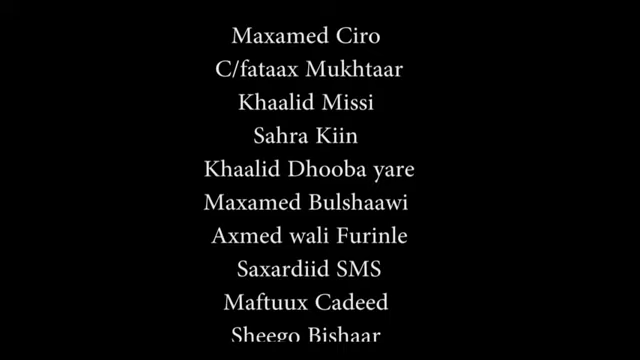 Maxamed Ciro
C/fataax Mukhtaar
Khaalid Missi
Sahra Kiin
Khaalid Dhooba yare
Maxamed Bulshaawi
Axmed wali Furinle
Saxardiid SMS
Maftuux Cadeed
Sheego Bishaar